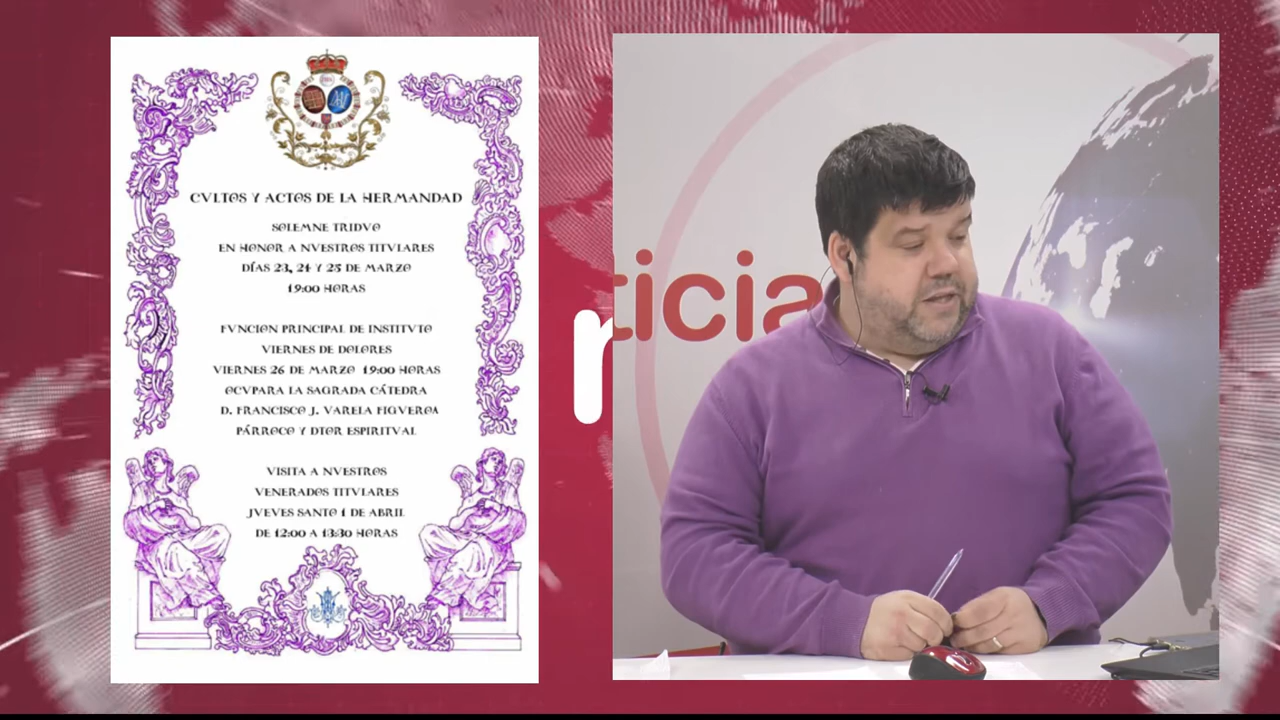 CVLTOS Y ACTOS DE LA HERMANDAD
SOLEMNE TRIDVO
EN HONOR A NVESTROS TITVLARES
DÍAS 23, 24 Y 25 DE MARZO
19:00 HORAS
FVNCION PRINCIPAL DE INSTITVTO
VIERNES DE DOLORES
VIERNES 26 DE MARZO 19:00 HORAS
OCVPARA LA SAGRADA CÁTEDRA
D. FRANCISCO J. VARELA FIGVEROA
PÁRROCO Y DTOR ESPIRITVAL
VISITA A NVESTROS
VENERADOS TITVLARES
JVEVES SANTO 1 DE ABRIL
DE 12:00 A 13:30 HORAS
ticia